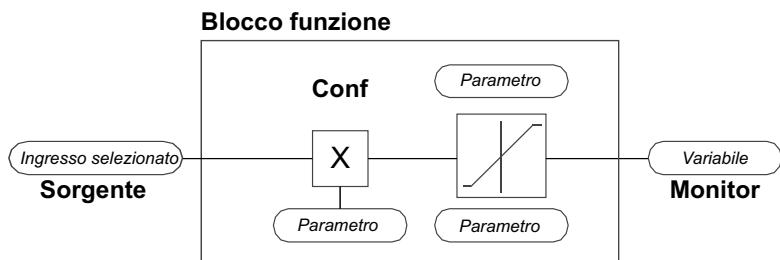 Blocco funzione
Conf
Parametro
Ingresso selezionato
X
Variabile
Sorgente
Monitor
Parametro
Parametro